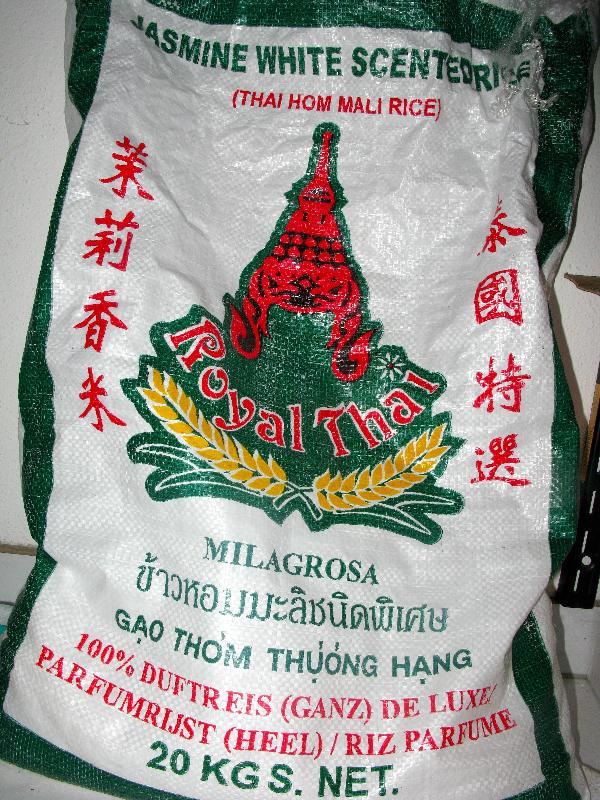 JASMINE WHITE SCENTED RICE
(THAI HOM MALI RICE)
茉莉香米
泰國特選
Royal Thai
MILAGROSA
ข้าวหอมมะลิชนิดพิเศษ
GẠO THƠM THƯỢNG HẠNG
100% DUFTREIS (GANZ) DE LUXE/
PARFUMRIJST (HEEL) / RIZ PARFUME
20 KGS. NET.